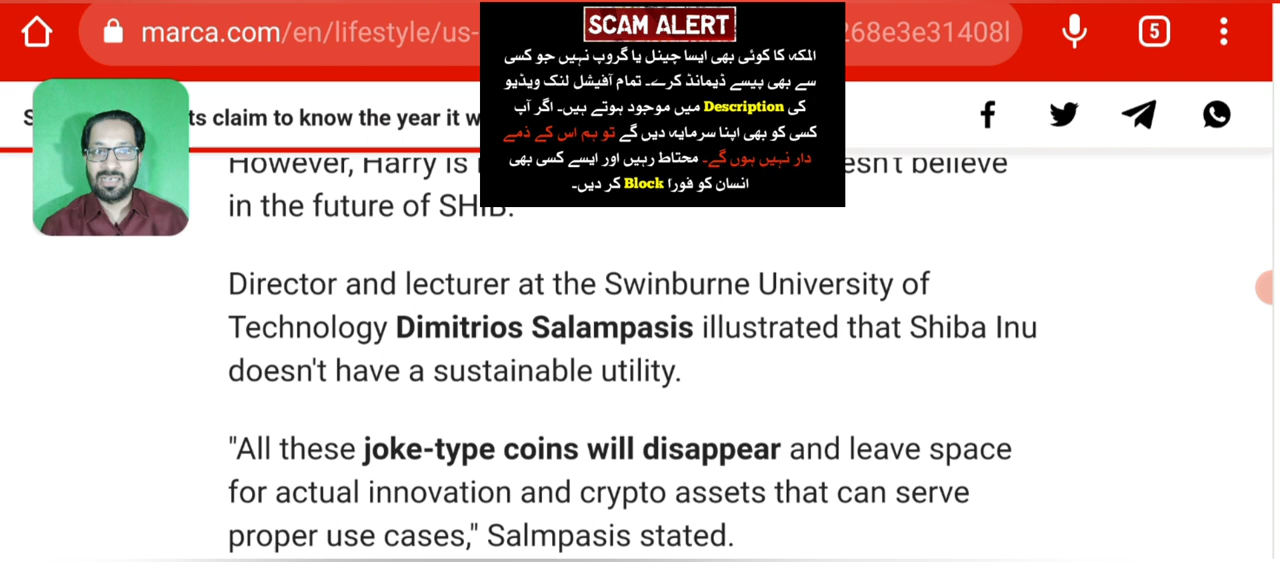 marca.com/en/lifestyle/us-
268e3e31408
5
SCAM ALERT
المکہ کا کوئی بھی ایسا چینل یا گروپ نہیں جو کسی
سے بھی پیسے ڈیمانڈ کرے۔ تمام آفیشل لنک ویڈیو
کی Description میں موجود ہوتے ہیں۔ اگر آپ
کسی کو بھی اپنا سرمایہ دیں گے تو ہم اس کے ذمے
دار نہیں ہوں گے۔ محتاط رہیں اور ایسے کسی بھی
انسان کو فورا Block کر دیں۔
ts claim to know the year it w
However, Harry is
esn't believe
in the future of SHIB.
Director and lecturer at the Swinburne University of
Technology Dimitrios Salampasis illustrated that Shiba Inu
doesn't have a sustainable utility.
"All these joke-type coins will disappear and leave space
for actual innovation and crypto assets that can serve
proper use cases," Salmpasis stated.